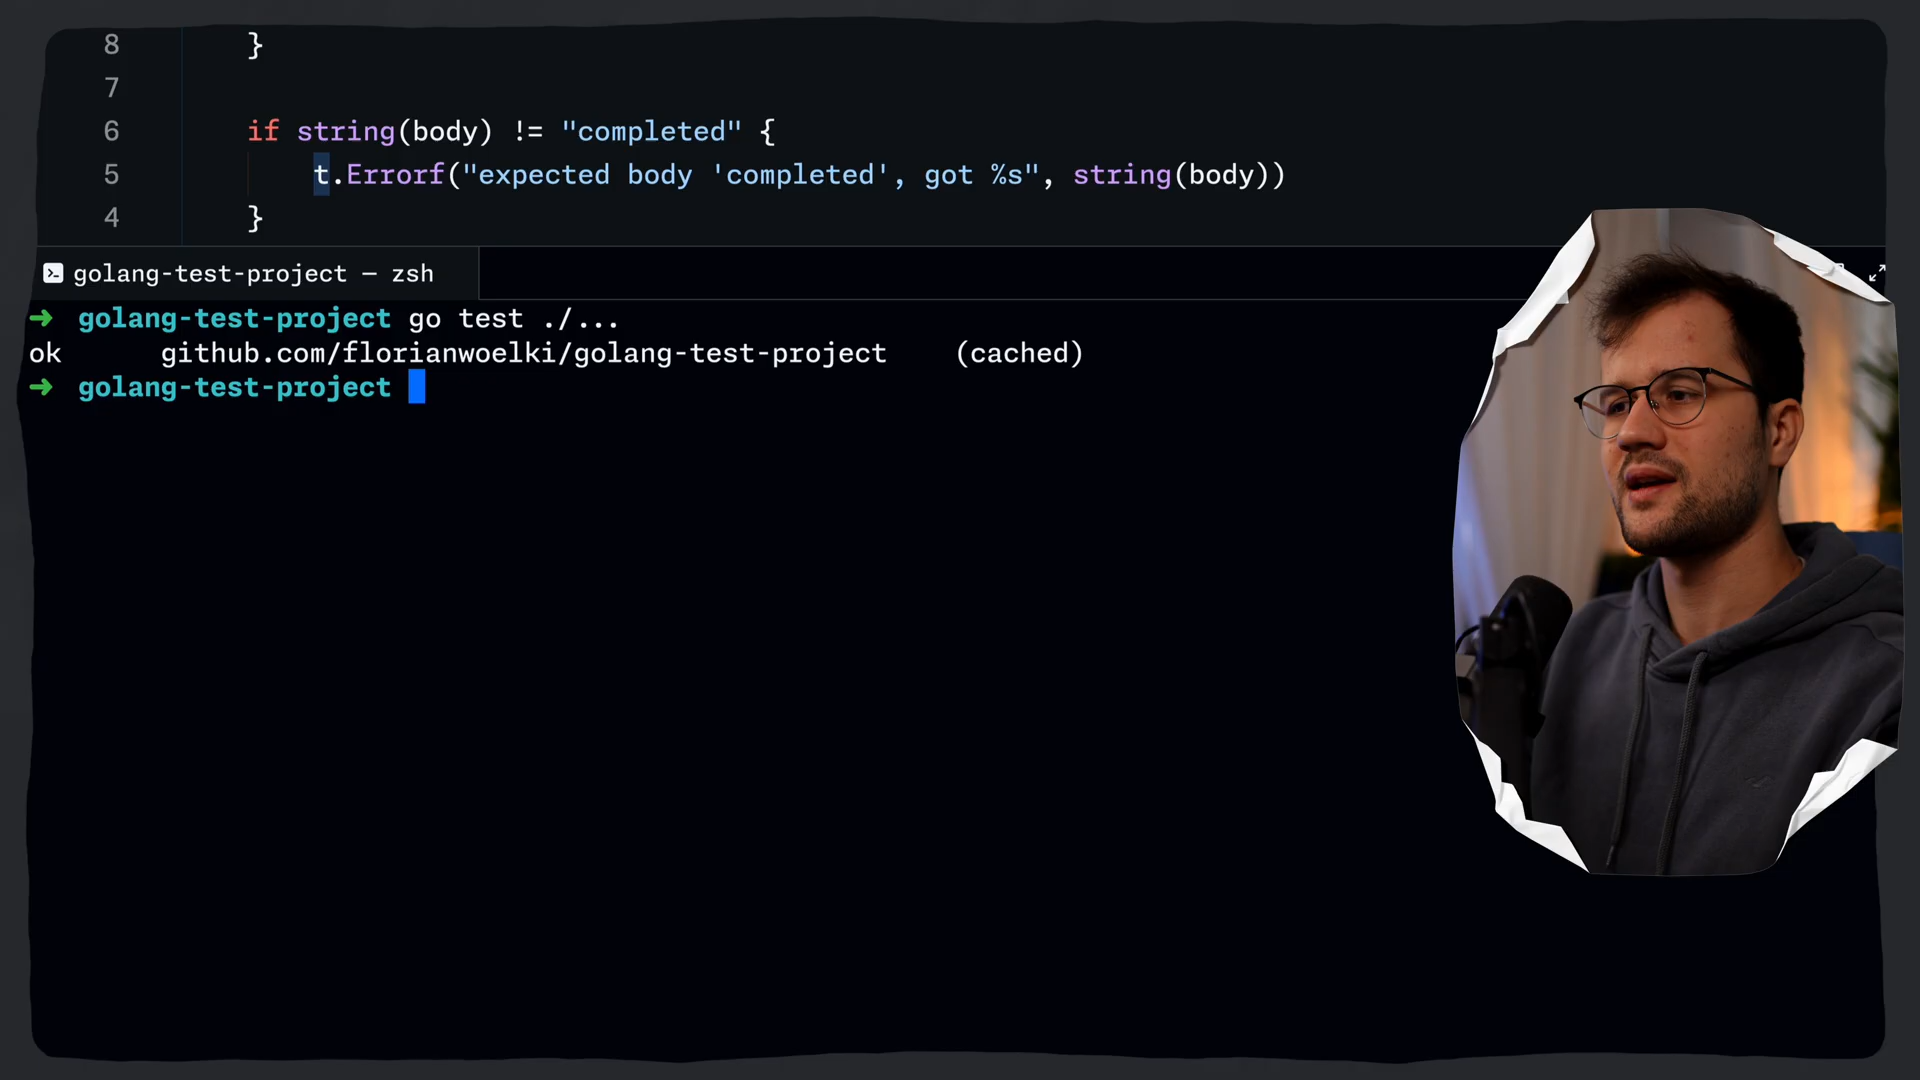 8 }
7
6 if string(body) != "completed" {
5 t.Errorf("expected body 'completed', got %s", string(body))
4 }
golang-test-project — zsh
➜ golang-test-project go test ./...
ok github.com/florianwoelki/golang-test-project (cached)
➜ golang-test-project